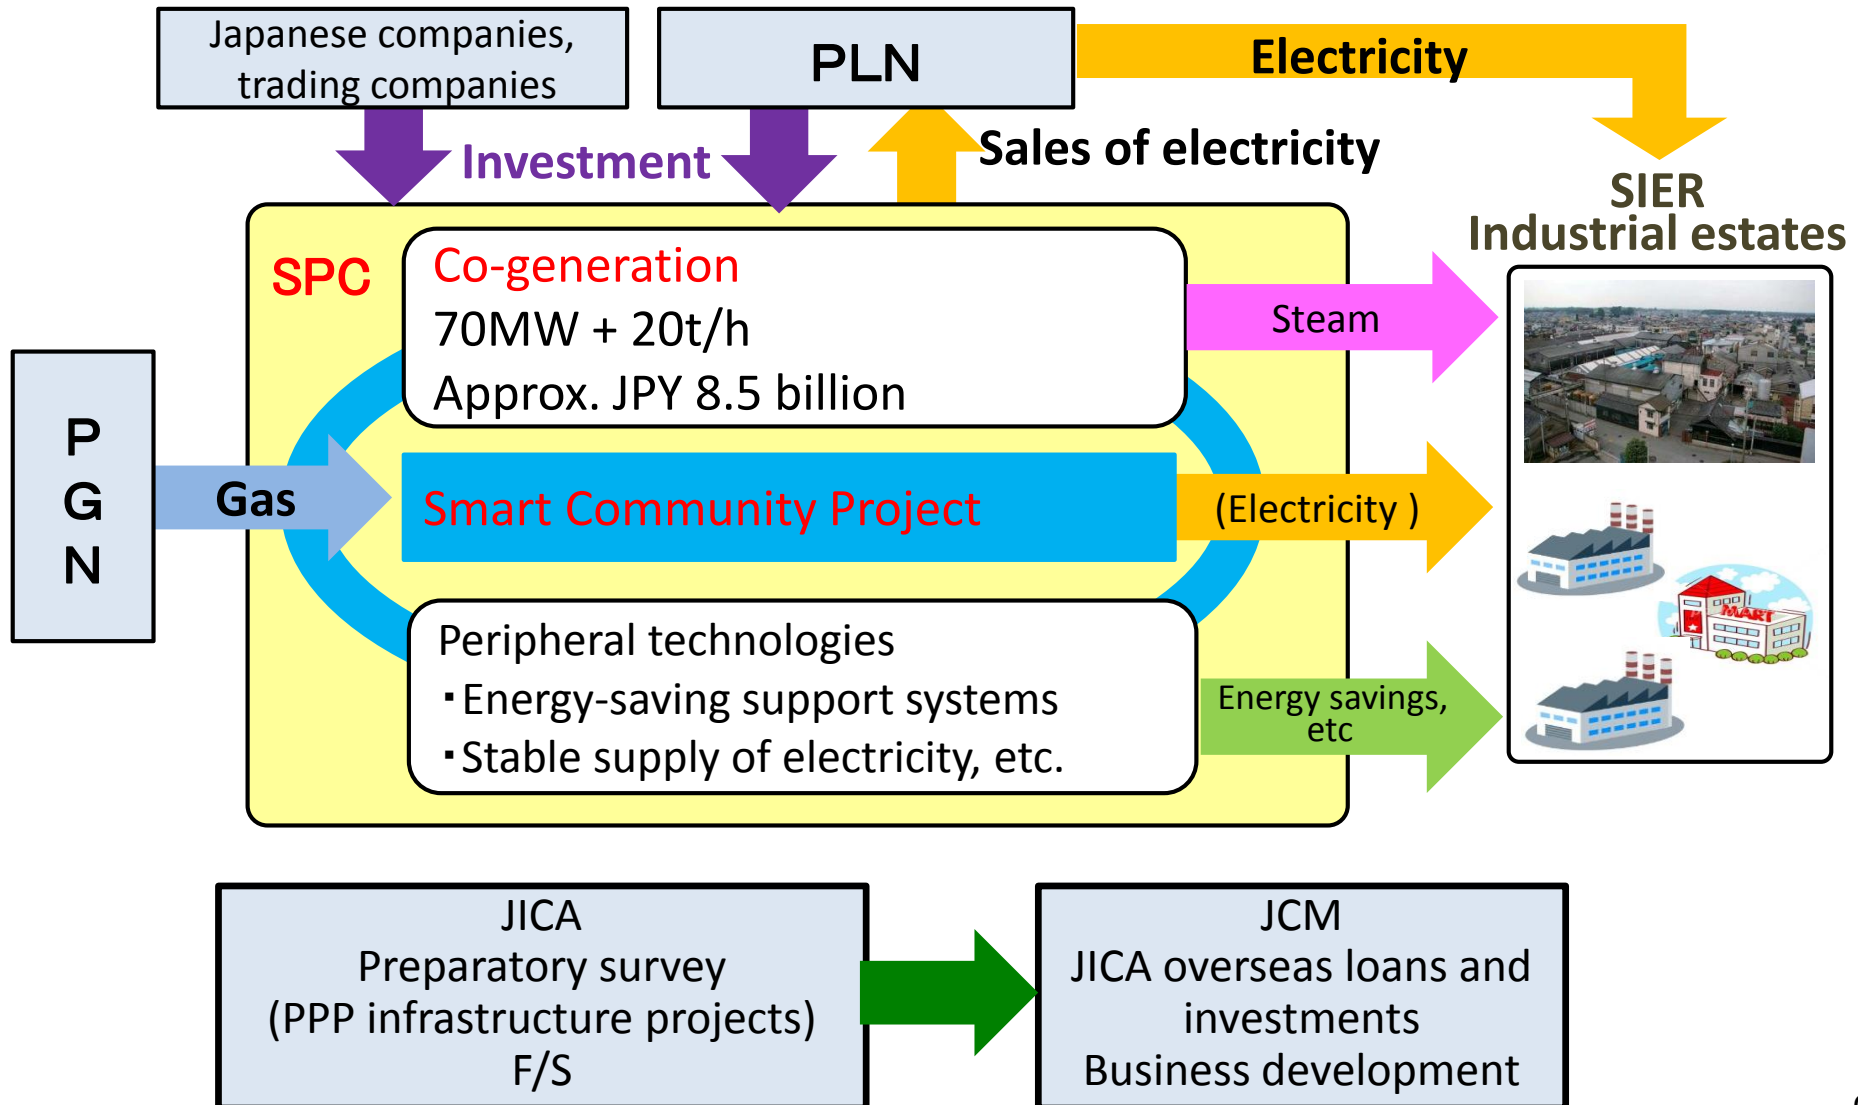 Japanese companies,
trading companies
PLN
Electricity
Investment
Sales of electricity
SIER
Industrial estates
SPC
Co-generation
70MW + 20t/h
Approx. JPY 8.5 billion
Steam
P
G
N
Gas
Smart Community Project
(Electricity )
MART
Peripheral technologies
・Energy-saving support systems
・Stable supply of electricity, etc.
Energy savings,
etc
JICA
Preparatory survey
(PPP infrastructure projects)
F/S
JCM
JICA overseas loans and
investments
Business development